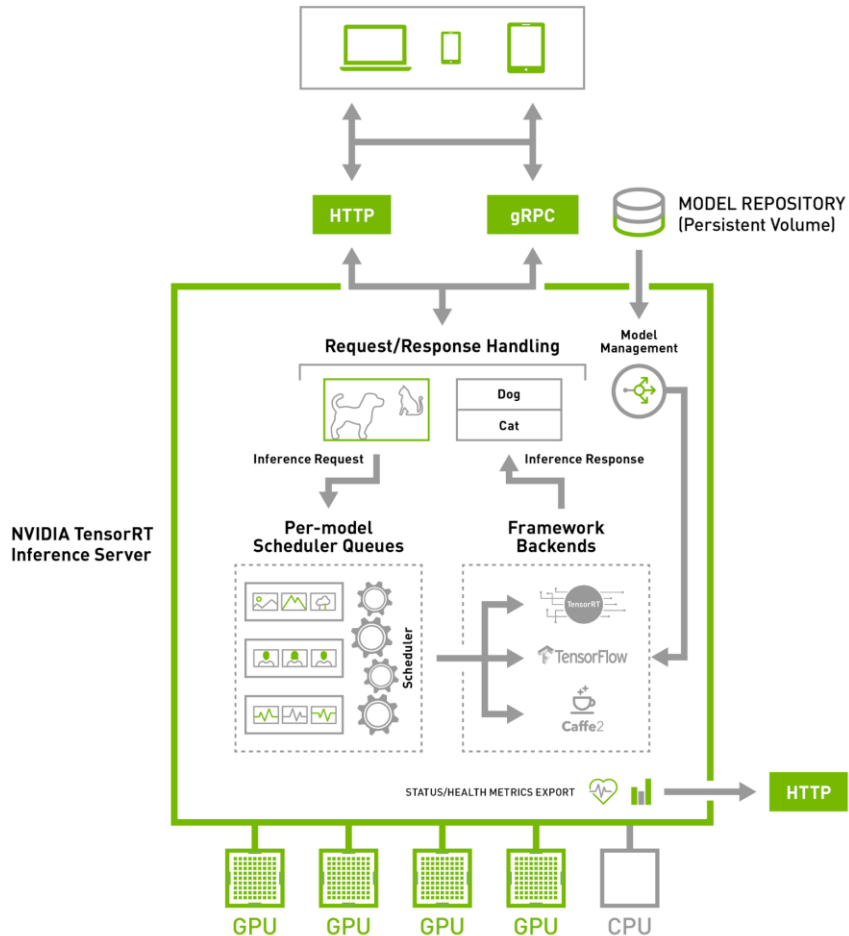 HTTP
gRPC
MODEL REPOSITORY
(Persistent Volume)
Request/Response Handling
Model
Management
Dog
Cat
Inference Request
Inference Response
NVIDIA TensorRT
Inference Server
Per-model
Scheduler Queues
Framework
Backends
Scheduler
TensorRT
TensorFlow
Caffe2
STATUS/HEALTH METRICS EXPORT
HTTP
GPU
GPU
GPU
GPU
CPU